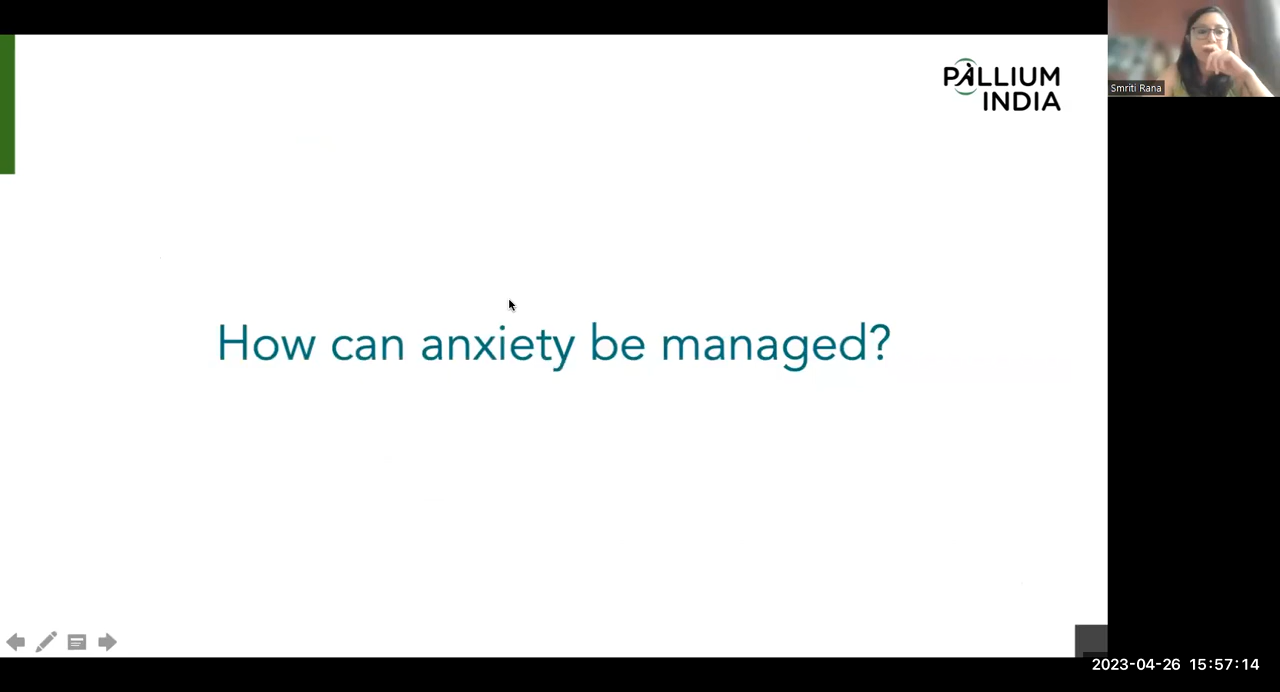 PALLIUM
INDIA
Smriti Rana
How can anxiety be managed?
2023-04-26 15:57:14